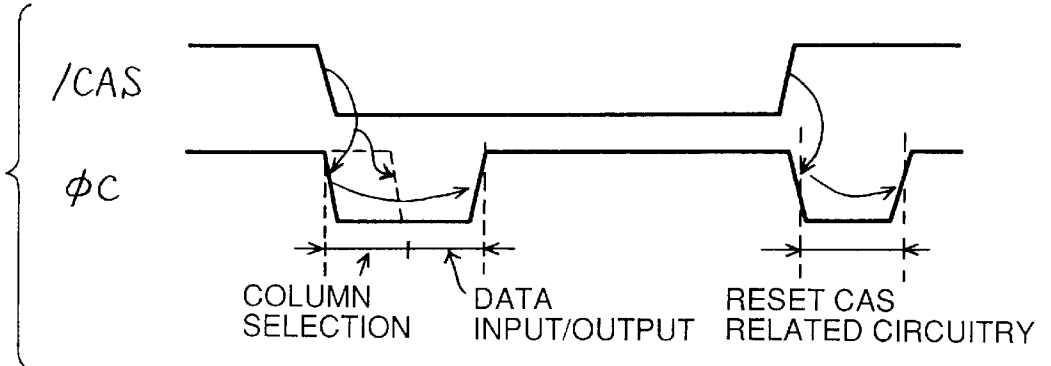 /CAS
φC
COLUMN
SELECTION
DATA
INPUT/OUTPUT
RESET CAS
RELATED CIRCUITRY